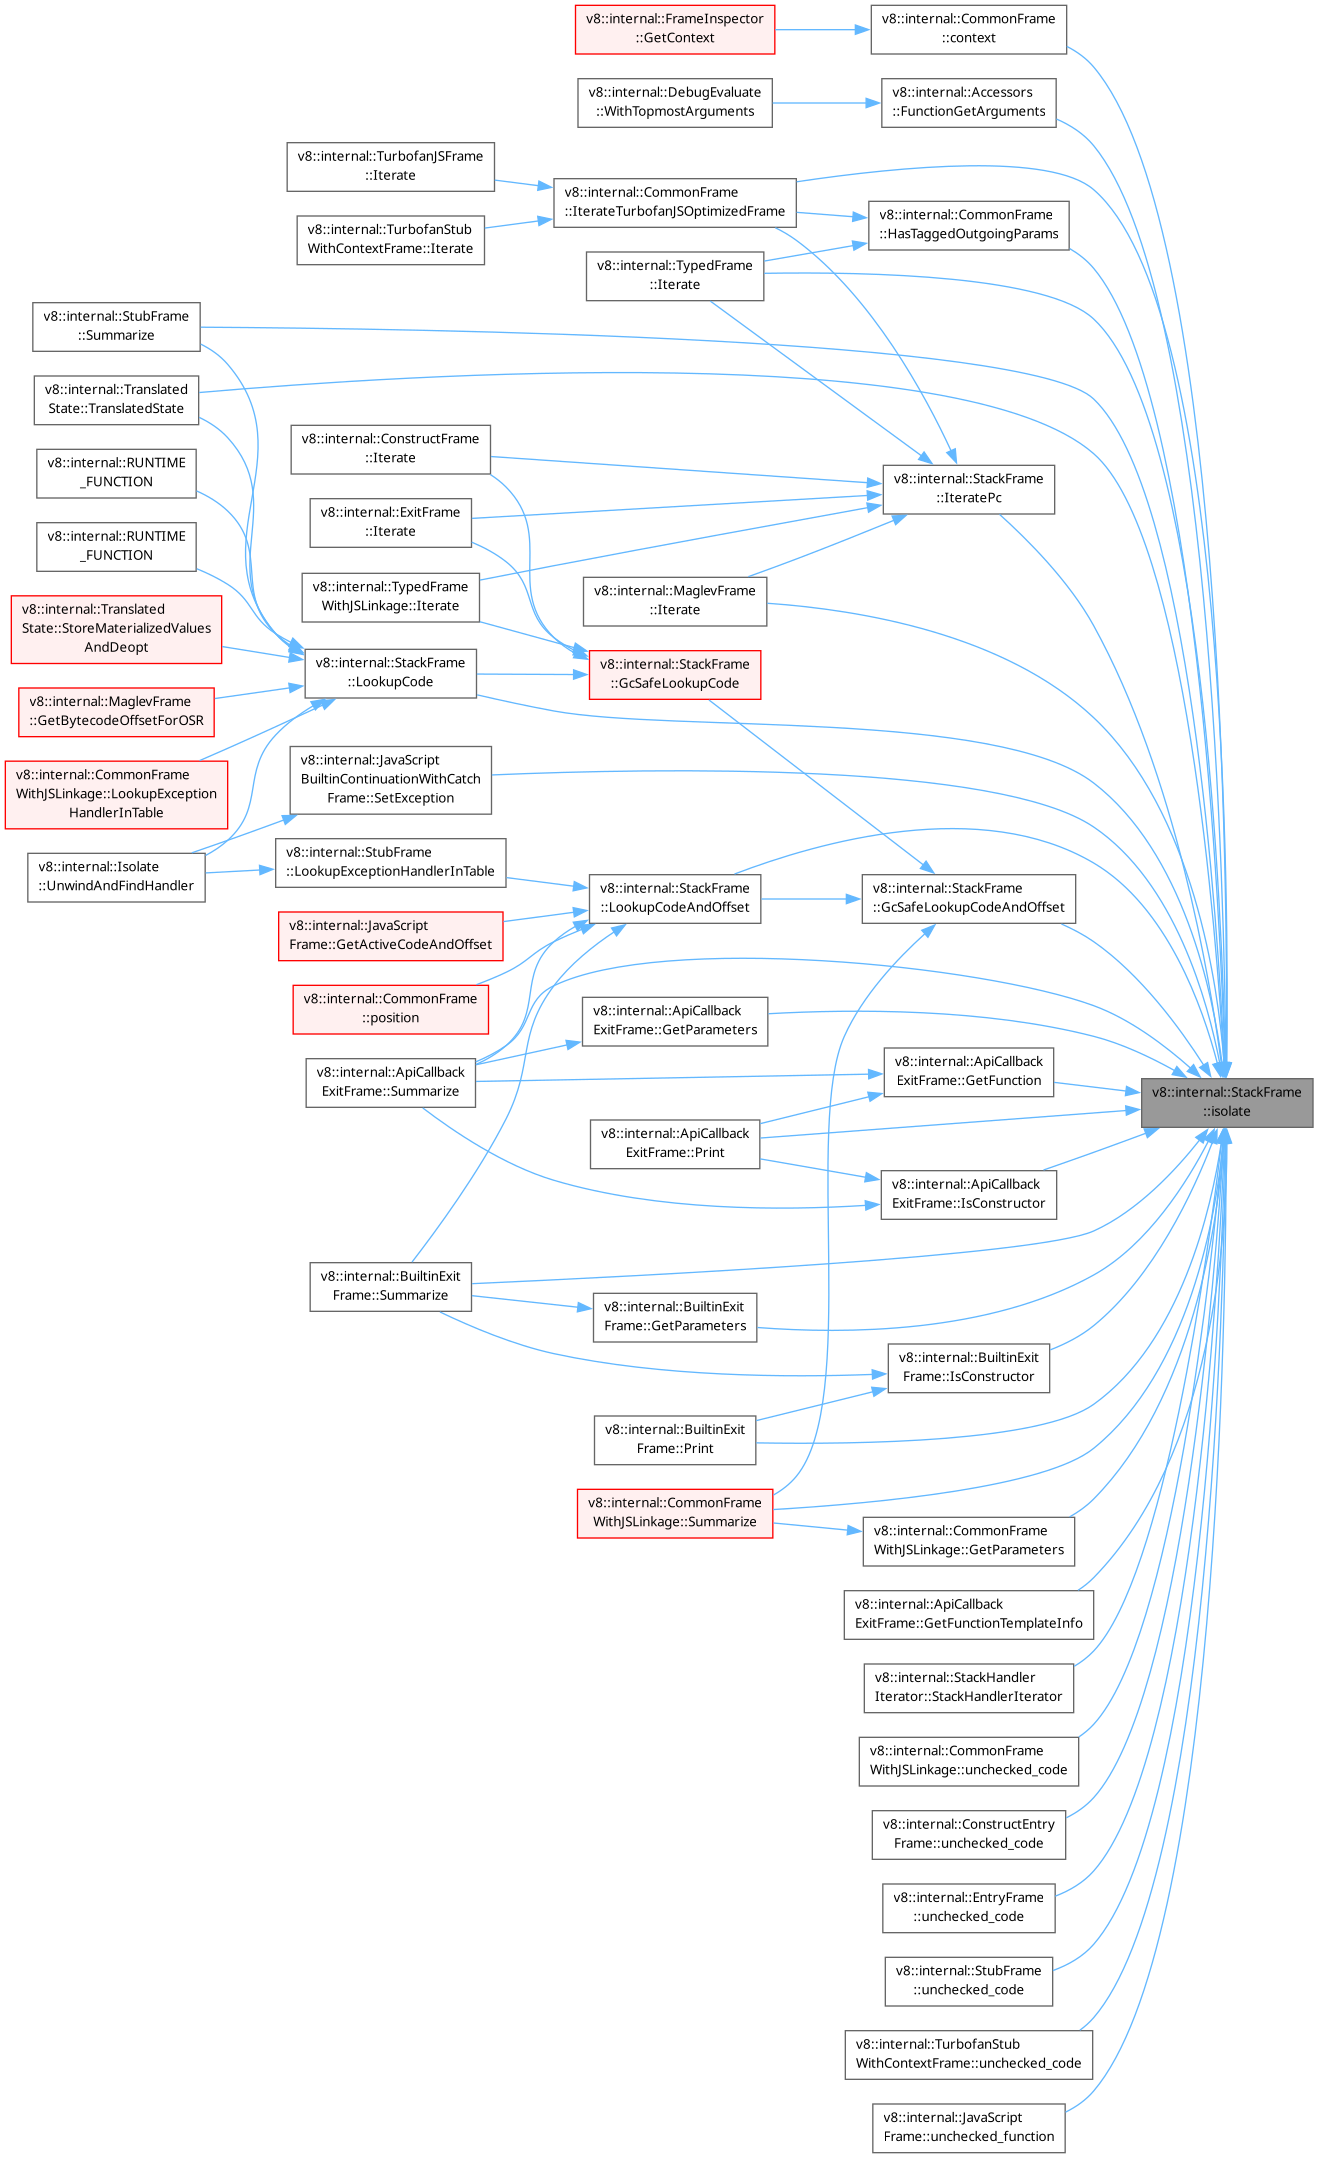 v8::internal::FrameInspector
::GetContext
v8::internal::CommonFrame
::context
v8::internal::DebugEvaluate
::WithTopmostArguments
v8::internal::Accessors
::FunctionGetArguments
v8::internal::TurbofanJSFrame
::Iterate
v8::internal::CommonFrame
::IterateTurbofanJSOptimizedFrame
v8::internal::CommonFrame
::HasTaggedOutgoingParams
v8::internal::TurbofanStub
WithContextFrame::Iterate
v8::internal::TypedFrame
::Iterate
v8::internal::StubFrame
::Summarize
v8::internal::Translated
State::TranslatedState
v8::internal::ConstructFrame
::Iterate
v8::internal::RUNTIME
_FUNCTION
v8::internal::StackFrame
::IteratePc
v8::internal::ExitFrame
::Iterate
v8::internal::RUNTIME
_FUNCTION
v8::internal::TypedFrame
WithJSLinkage::Iterate
v8::internal::MaglevFrame
::Iterate
v8::internal::Translated
State::StoreMaterializedValues
AndDeopt
v8::internal::StackFrame
::LookupCode
v8::internal::StackFrame
::GcSafeLookupCode
v8::internal::MaglevFrame
::GetBytecodeOffsetForOSR
v8::internal::CommonFrame
WithJSLinkage::LookupException
HandlerInTable
v8::internal::JavaScript
BuiltinContinuationWithCatch
Frame::SetException
v8::internal::Isolate
::UnwindAndFindHandler
v8::internal::StubFrame
::LookupExceptionHandlerInTable
v8::internal::StackFrame
::LookupCodeAndOffset
v8::internal::StackFrame
::GcSafeLookupCodeAndOffset
v8::internal::JavaScript
Frame::GetActiveCodeAndOffset
v8::internal::CommonFrame
::position
v8::internal::ApiCallback
ExitFrame::GetParameters
v8::internal::ApiCallback
ExitFrame::Summarize
v8::internal::ApiCallback
ExitFrame::GetFunction
v8::internal::StackFrame
::isolate
v8::internal::ApiCallback
ExitFrame::Print
v8::internal::ApiCallback
ExitFrame::IsConstructor
v8::internal::BuiltinExit
Frame::Summarize
v8::internal::BuiltinExit
Frame::GetParameters
v8::internal::BuiltinExit
Frame::IsConstructor
v8::internal::BuiltinExit
Frame::Print
v8::internal::CommonFrame
WithJSLinkage::Summarize
v8::internal::CommonFrame
WithJSLinkage::GetParameters
v8::internal::ApiCallback
ExitFrame::GetFunctionTemplateInfo
v8::internal::StackHandler
Iterator::StackHandlerIterator
v8::internal::CommonFrame
WithJSLinkage::unchecked_code
v8::internal::ConstructEntry
Frame::unchecked_code
v8::internal::EntryFrame
::unchecked_code
v8::internal::StubFrame
::unchecked_code
v8::internal::TurbofanStub
WithContextFrame::unchecked_code
v8::internal::JavaScript
Frame::unchecked_function